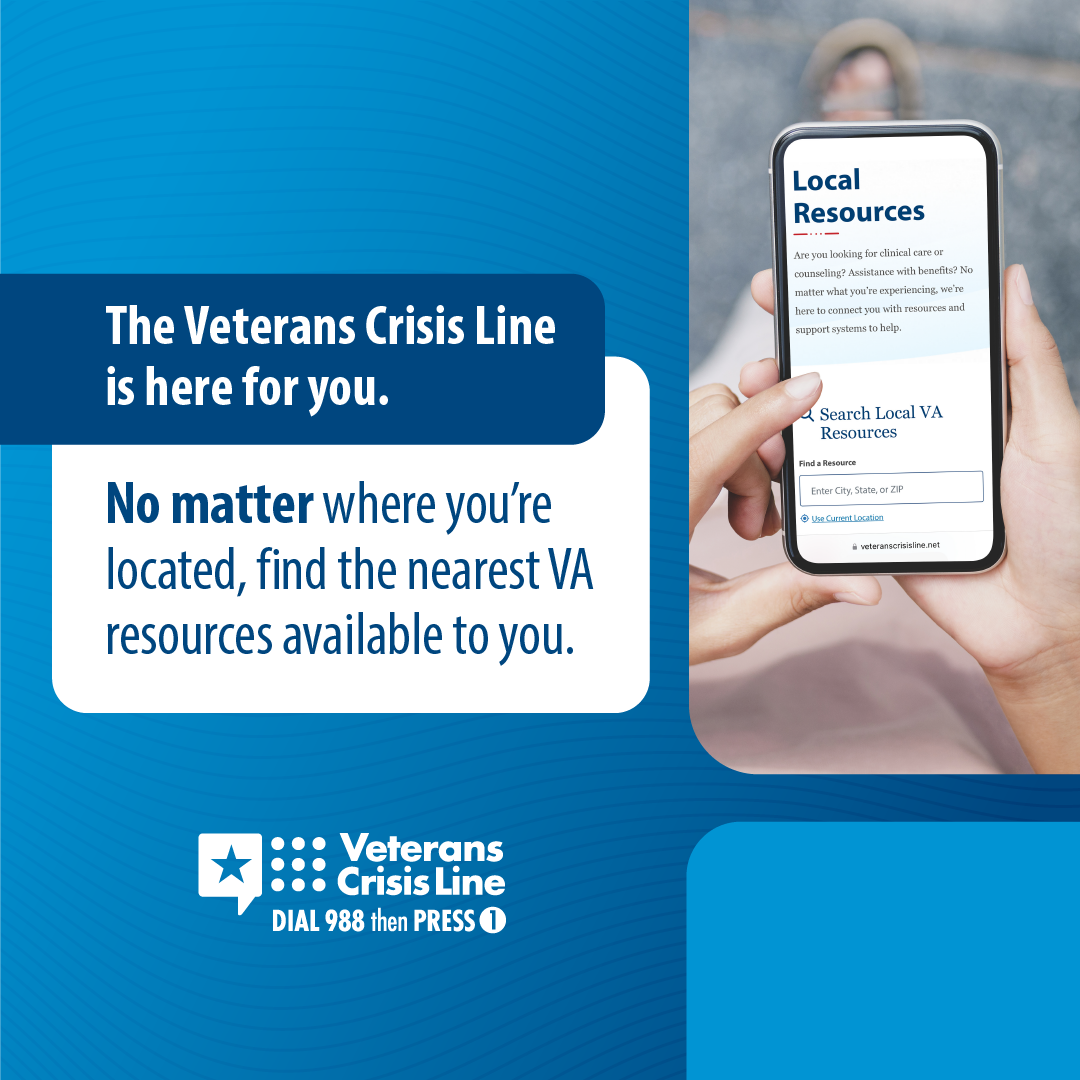 The Veterans Crisis Line
is here for you.
No matter where you’re
located, find the nearest VA
resources available to you.
Veterans
Crisis Line
DIAL 988 then PRESS 1
Local
Resources
Are you looking for clinical care or
counseling? Assistance with benefits? No
matter what you’re experiencing, we’re
here to connect you with resources and
support systems to help.
Search Local VA
Resources
Find a Resource
Enter City, State, or ZIP
Use Current Location
veteranscrisisline.net